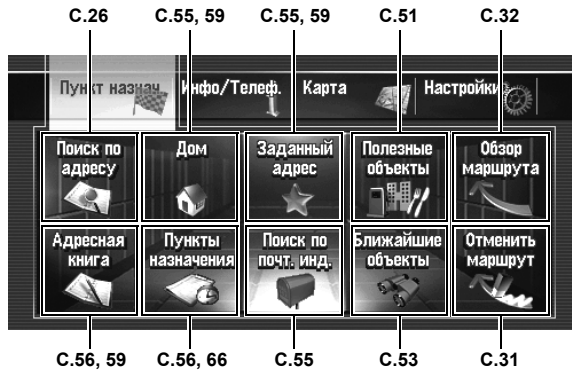 С.26 С.55, 59 С.55, 59 С.51 С.32
Пункт назнач. Инфо/Телеф. Карта Настройки
Поиск по адресу
Дом
Заданный адрес
Полезные объекты
Обзор маршрута
Адресная книга
Пункты назначения
Поиск по почт. инд.
Ближайшие объекты
Отменить маршрут
С.56, 59 С.56, 66 С.55 С.53 С.31